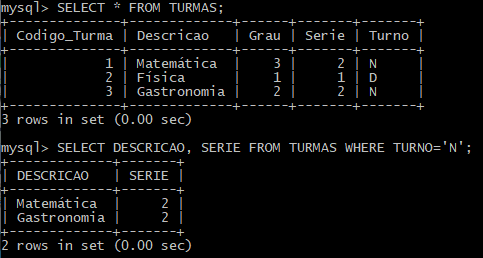 mysql> SELECT * FROM TURMAS;
+--------------+-------------+------+-------+-------+
| Codigo_Turma | Descricao   | Grau | Serie | Turno |
+--------------+-------------+------+-------+-------+
|            1 | Matemática  |    3 |     2 | N     |
|            2 | Física      |    1 |     1 | D     |
|            3 | Gastronomia |    2 |     2 | N     |
+--------------+-------------+------+-------+-------+
3 rows in set (0.00 sec)
mysql> SELECT DESCRICAO, SERIE FROM TURMAS WHERE TURNO='N';
+-------------+-------+
| DESCRICAO   | SERIE |
+-------------+-------+
| Matemática  |     2 |
| Gastronomia |     2 |
+-------------+-------+
2 rows in set (0.00 sec)